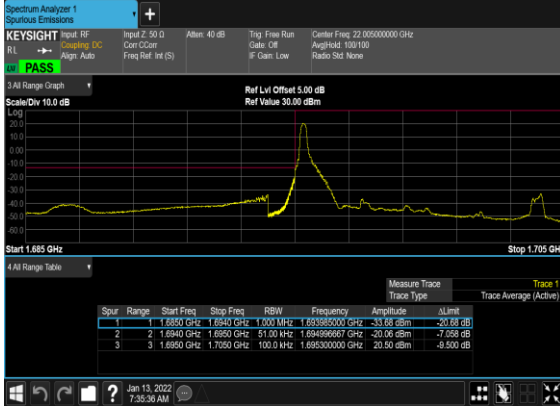 Spectrum Analyzer 1
Spurious Emissions
+
KEYSIGHT Input: RF Input Z: 50 Ω Atten: 40 dB Trig: Free Run Center Freq: 22.005000000 GHz
RL Coupling: DC Corr CCorr Gate: Off Avg|Hold: 100/100
Align: Auto Freq Ref: Int (S) IF Gain: Low Radio Std: None
LXI PASS
3 All Range Graph ▼ Ref Lvl Offset 5.00 dB
Scale/Div 10.0 dB Ref Value 30.00 dBm
Log
20.0
10.0
0.00
-10.0
-20.0
-30.0
-40.0
-50.0
-60.0
Start 1.685 GHz Stop 1.705 GH
4 All Range Table ▼
Measure Trace Trace 1
Trace Type Trace Average (Active)
Spur Range Start Freq Stop Freq RBW Frequency Amplitude ΔLimit
1 1 1.6850 GHz 1.6940 GHz 1.000 MHz 1.693985000 GHz -33.68 dBm -20.68 dB
2 2 1.6940 GHz 1.6950 GHz 51.00 kHz 1.694996667 GHz -20.06 dBm -7.058 dB
3 3 1.6950 GHz 1.7050 GHz 100.0 kHz 1.695300000 GHz 20.50 dBm -9.500 dB
? Jan 13, 2022
7:35:36 AM